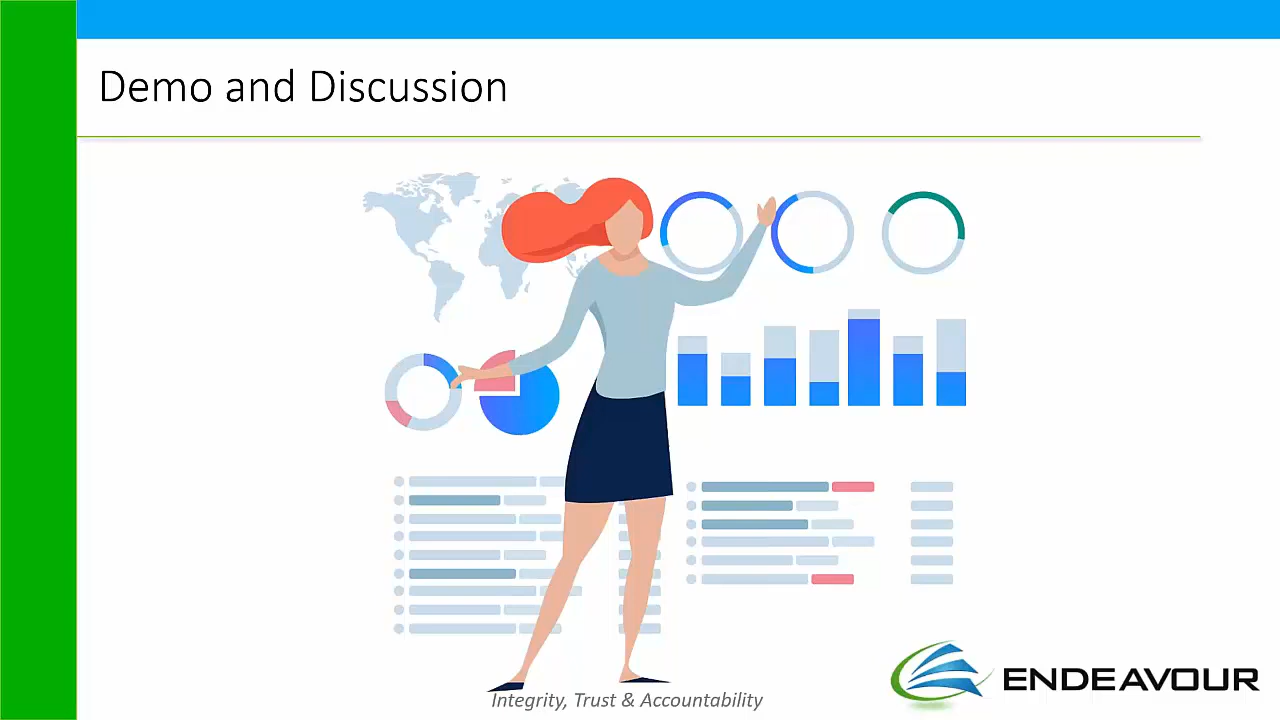 Demo and Discussion
Integrity, Trust & Accountability
ENDEAVOUR